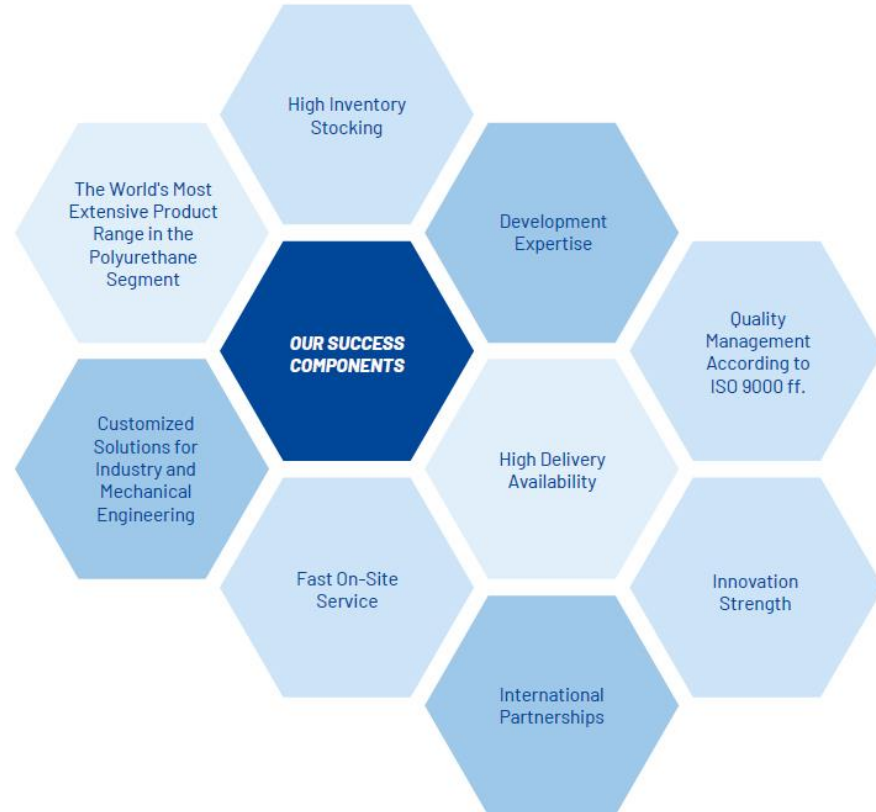 High Inventory
Stocking
The World's Most
Extensive Product
Range in the
Polyurethane
Segment
Development
Expertise
OUR SUCCESS
COMPONENTS
Quality
Management
According to
ISO 9000 ff.
Customized
Solutions for
Industry and
Mechanical
Engineering
High Delivery
Availability
Fast On-Site
Service
Innovation
Strength
International
Partnerships